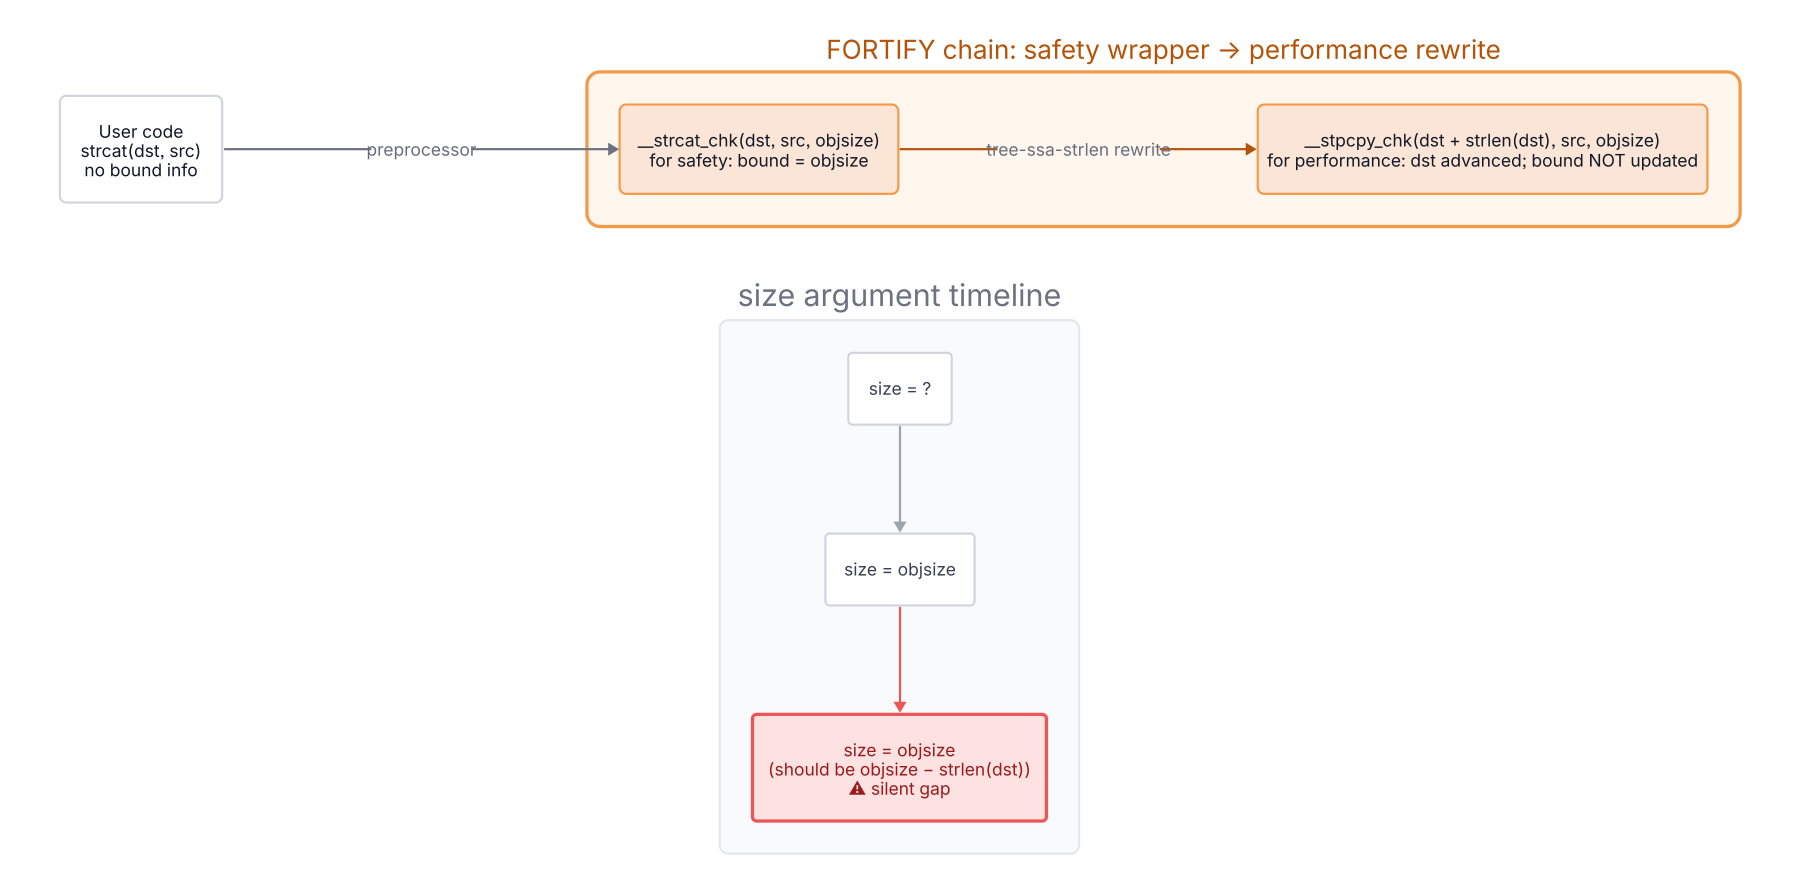 FORTIFY chain: safety wrapper → performance rewrite
User code
strcat(dst, src)
no bound info
preprocessor
__strcat_chk(dst, src, objsize)
for safety: bound = objsize
tree-ssa-strlen rewrite
__stpcpy_chk(dst + strlen(dst), src, objsize)
for performance: dst advanced; bound NOT updated
size argument timeline
size = ?
size = objsize
size = objsize
(should be objsize − strlen(dst))
⚠ silent gap